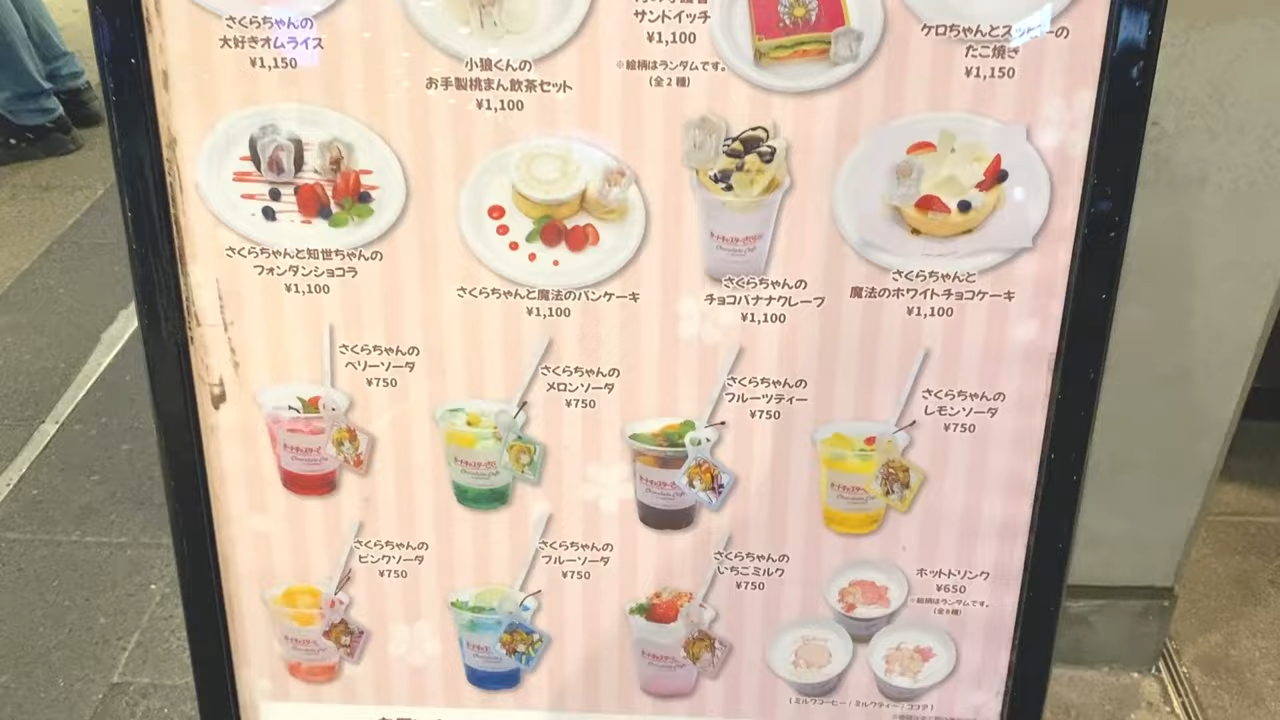 さくらちゃんの
大好きオムライス
¥1,150
小狼くんの
お手製桃まん飲茶セット
¥1,100
サンドイッチ
¥1,100
※絵柄はランダムです。
(全2種)
ケロちゃんとスッピーの
たこ焼き
¥1,150
さくらちゃんと知世ちゃんの
フォンダンショコラ
¥1,100
さくらちゃんと魔法のパンケーキ
¥1,100
さくらちゃんの
チョコバナナクレープ
¥1,100
さくらちゃんと
魔法のホワイトチョコケーキ
¥1,100
さくらちゃんの
ベリーソーダ
¥750
さくらちゃんの
メロンソーダ
¥750
さくらちゃんの
フルーツティー
¥750
さくらちゃんの
レモンソーダ
¥750
さくらちゃんの
ピンクソーダ
¥750
さくらちゃんの
ブルーソーダ
¥750
さくらちゃんの
いちごミルク
¥750
ホットドリンク
¥650
※絵柄はランダムです。
(全8種)
(ミルクコーヒー / ミルクティー / ココア)